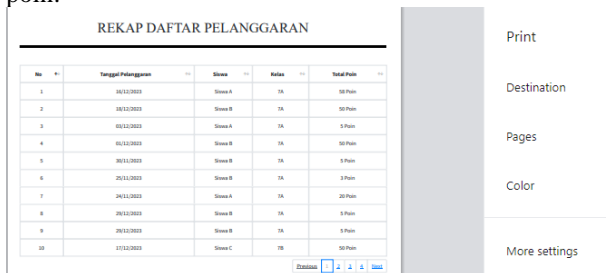 poin.
REKAP DAFTAR PELANGGARAN
No Tanggal Pelanggaran Siswa Kelas Total Poin
1 16/12/2023 Siswa A 7A 58 Poin
2 18/12/2023 Siswa B 7A 50 Poin
3 03/12/2023 Siswa A 7A 5 Poin
4 01/12/2023 Siswa B 7A 50 Poin
5 30/11/2023 Siswa B 7A 5 Poin
6 25/11/2023 Siswa B 7A 3 Poin
7 24/11/2023 Siswa A 7A 20 Poin
8 29/12/2023 Siswa B 7A 5 Poin
9 29/12/2023 Siswa B 7A 5 Poin
10 17/12/2023 Siswa C 7B 50 Poin
Previous 1 2 3 4 Next
Print
Destination
Pages
Color
More settings